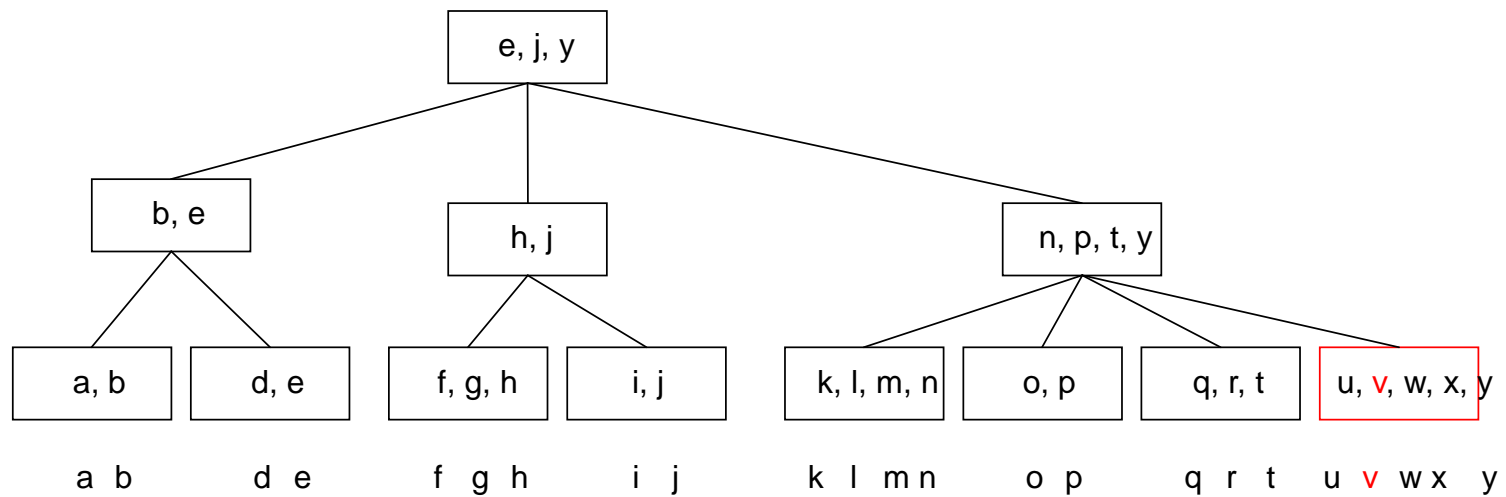 e, j, y
b, e
h, j
n, p, t, y
a, b
d, e
f, g, h
i, j
k, l, m, n
o, p
q, r, t
u, v, w, x, y
a b d e f g h i j k l m n o p q r t u v w x y